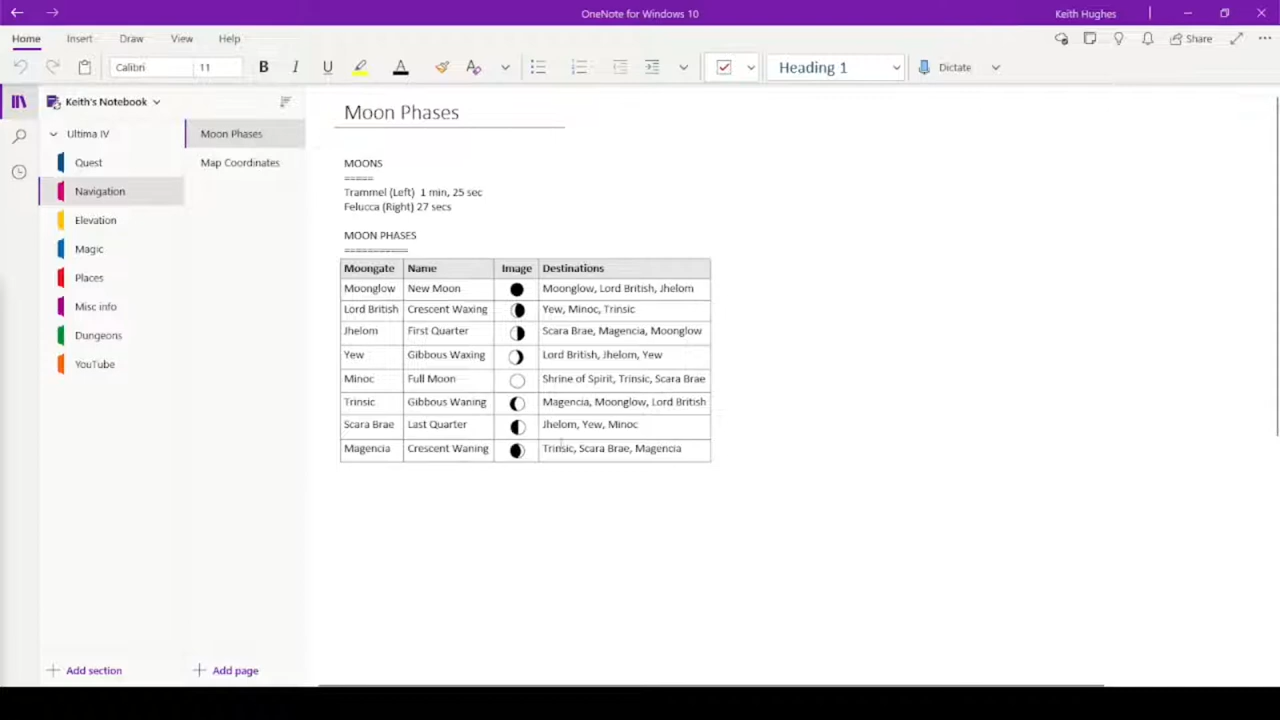 OneNote for Windows 10
Keith Hughes
Home Insert Draw View Help
Share
Calibri 11 B I U A A Heading 1 Dictate
Keith's Notebook
Ultima IV
Quest
Navigation
Elevation
Magic
Places
Misc info
Dungeons
YouTube
Add section
Moon Phases
Map Coordinates
Add page
Moon Phases
MOONS
=====
Trammel (Left) 1 min, 25 sec
Felucca (Right) 27 secs
MOON PHASES
===========
Moongate Name Image Destinations
Moonglow New Moon Moonglow, Lord British, Jhelom
Lord British Crescent Waxing Yew, Minoc, Trinsic
Jhelom First Quarter Scara Brae, Magencia, Moonglow
Yew Gibbous Waxing Lord British, Jhelom, Yew
Minoc Full Moon Shrine of Spirit, Trinsic, Scara Brae
Trinsic Gibbous Waning Magencia, Moonglow, Lord British
Scara Brae Last Quarter Jhelom, Yew, Minoc
Magencia Crescent Waning Trinsic, Scara Brae, Magencia